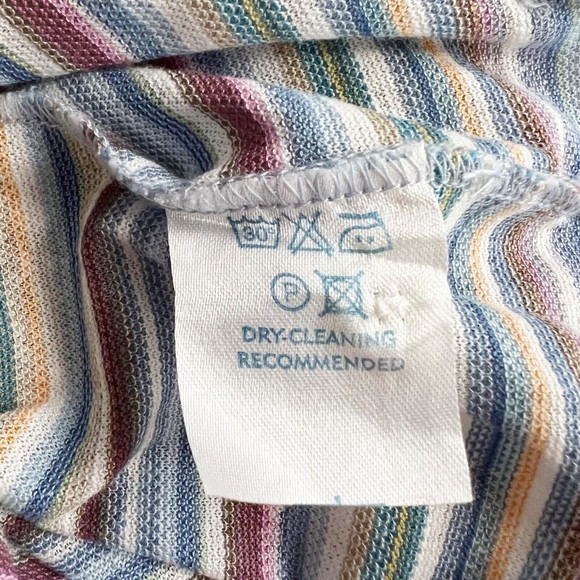 30
P
DRY-CLEANING
RECOMMENDED